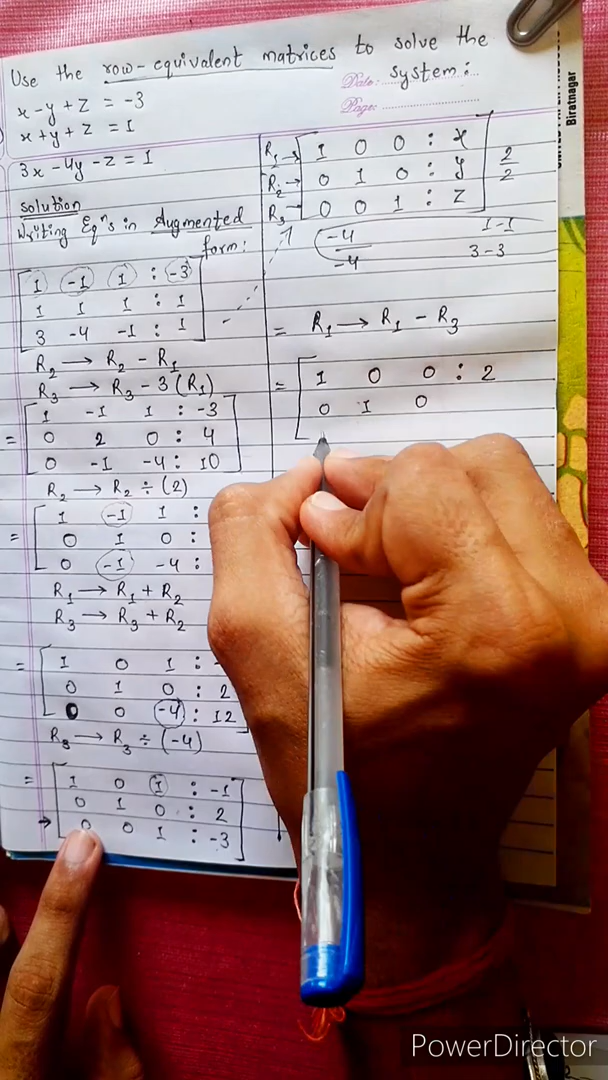 Use the row-equivalent matrices to solve the
system:
Date:
Page:
x - y + z = -3
x + y + z = 1
3x - 4y - z = 1
Solution
Writing Eqⁿs in Augmented
form:
1 -1 1 : -3
1 1 1 : 1
3 -4 -1 : 1
R₂ → R₂ - R₁
R₃ → R₃ - 3(R₁)
1 -1 1 : -3
= 0 2 0 : 4
0 -1 -4 : 10
R₂ → R₂ ÷ (2)
1 -1 1 :
= 0 1 0 :
0 -1 -4 :
R₁ → R₁ + R₂
R₃ → R₃ + R₂
= 1 0 1 :
0 1 0 : 2
0 0 -4 : 12
R₃ → R₃ ÷ (-4)
= 1 0 1 : -1
0 1 0 : 2
→ 0 0 1 : -3
R₁ → 1 0 0 : x
R₂ → 0 1 0 : y
R₃ → 0 0 1 : z
2/2
-4/-4
1-1
3-3
= R₁ → R₁ - R₃
= 1 0 0 : 2
0 1 0
Biratnagar
PowerDirector